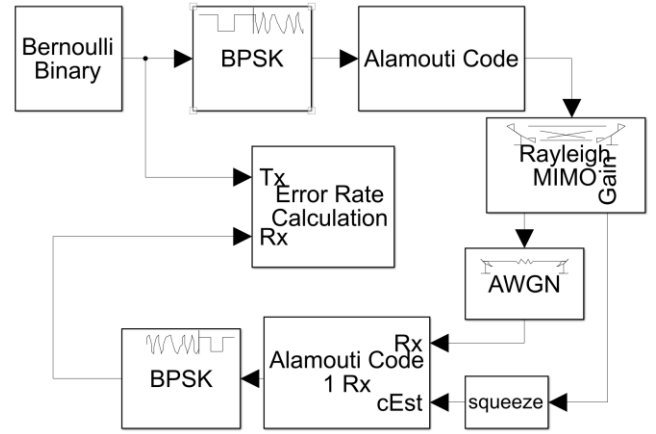 Bernoulli
Binary
BPSK
Alamouti Code
Rayleigh
MIMO
Gain
Tx
Error Rate
Calculation
Rx
AWGN
Rx
Alamouti Code
1 Rx
cEst
BPSK
squeeze